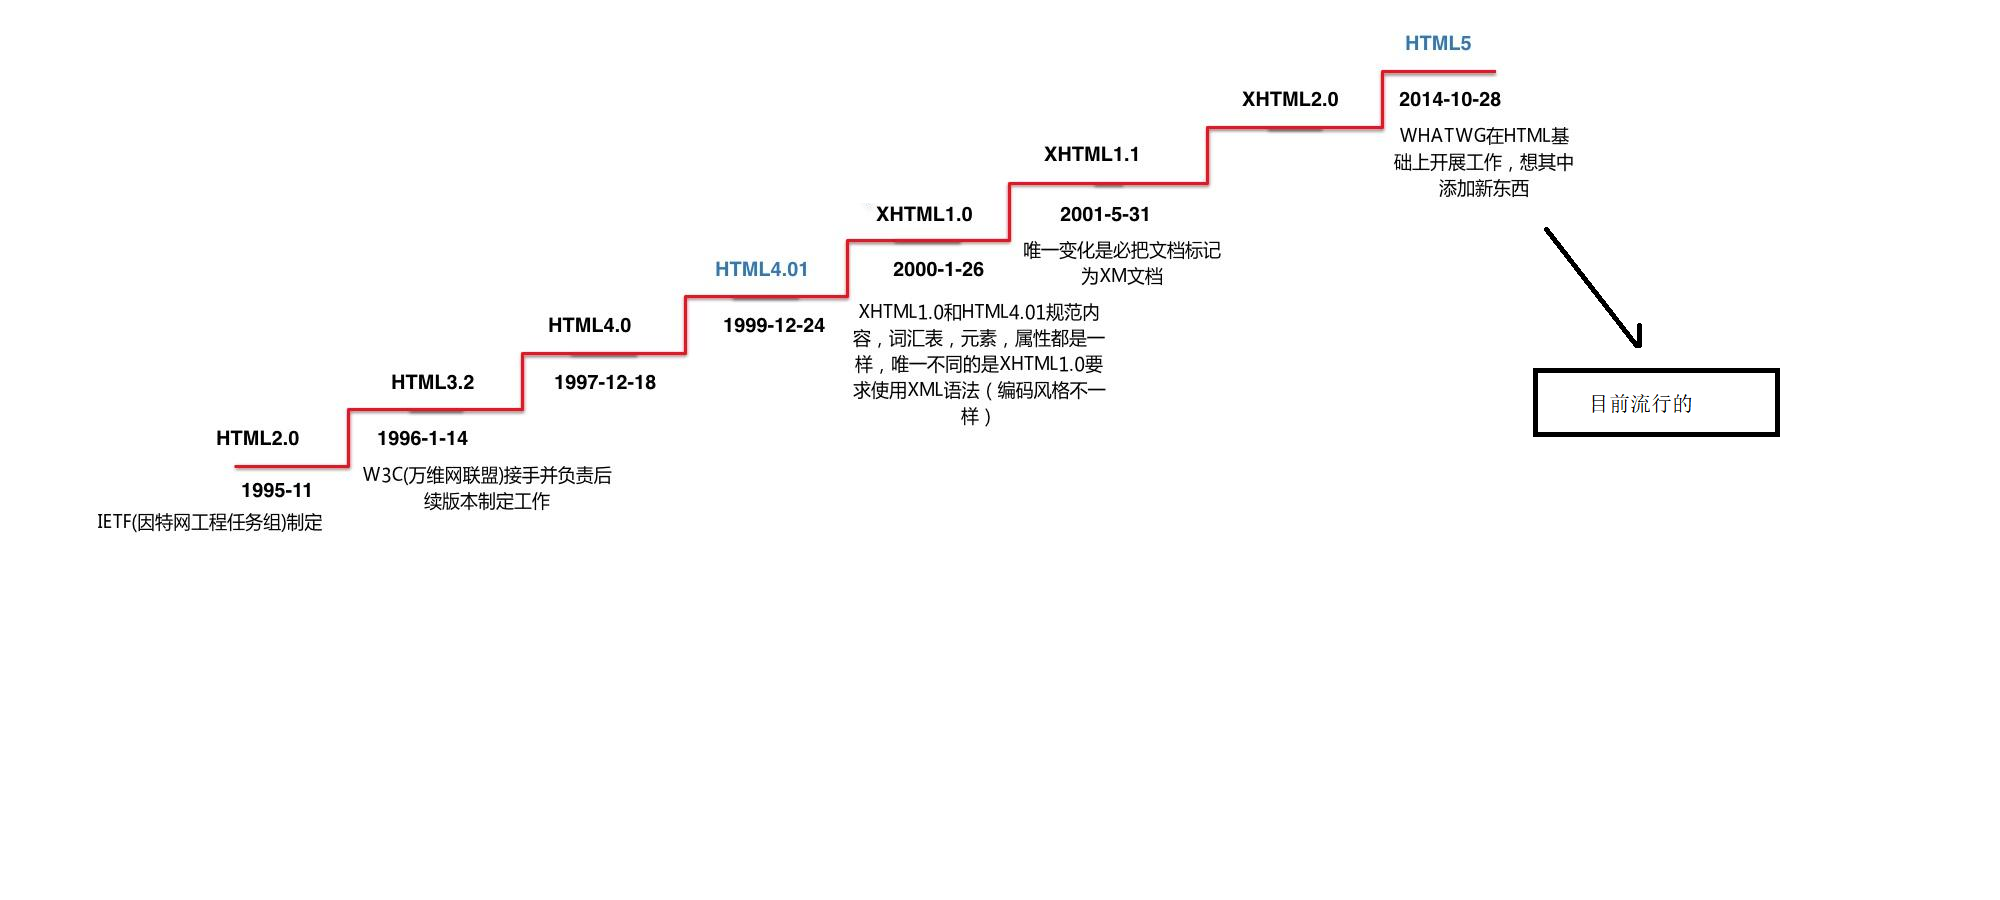 HTML2.0
1995-11
IETF(因特网工程任务组)制定
HTML3.2
1996-1-14
W3C(万维网联盟)接手并负责后
续版本制定工作
HTML4.0
1997-12-18
HTML4.01
1999-12-24
XHTML1.0
2000-1-26
XHTML1.0和HTML4.01规范内
容，词汇表，元素，属性都是一
样，唯一不同的是XHTML1.0要
求使用XML语法（编码风格不一
样）
XHTML1.1
2001-5-31
唯一变化是必把文档标记
为XM文档
XHTML2.0
HTML5
2014-10-28
WHATWG在HTML基
础上开展工作，想其中
添加新东西
目前流行的